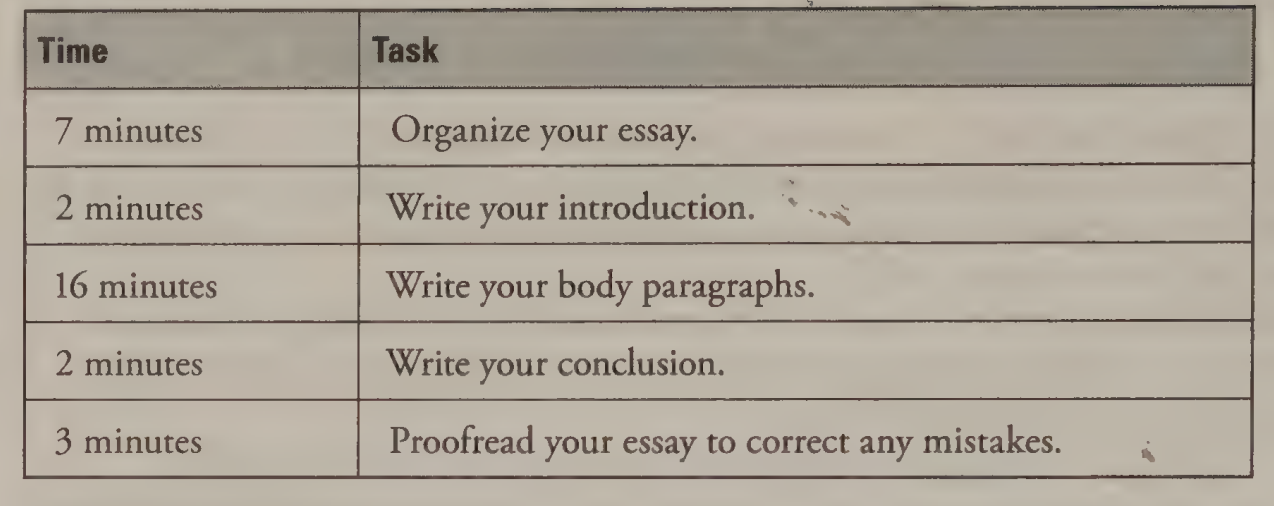 Time Task
7 minutes Organize your essay.
2 minutes Write your introduction.
16 minutes Write your body paragraphs.
2 minutes Write your conclusion.
3 minutes Proofread your essay to correct any mistakes.